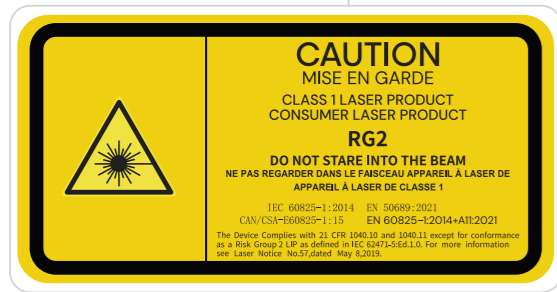 CAUTION
MISE EN GARDE
CLASS 1 LASER PRODUCT
CONSUMER LASER PRODUCT
RG2
DO NOT STARE INTO THE BEAM
NE PAS REGARDER DANS LE FAISCEAU APPAREIL À LASER DE
APPAREIL À LASER DE CLASSE 1
IEC 60825-1:2014 EN 50689:2021
CAN/CSA-E60825-1:15 EN 60825-1:2014+A11:2021
The Device Complies with 21 CFR 1040.10 and 1040.11 except for conformance
as a Risk Group 2 LIP as defined in IEC 62471-5:Ed.1.0. For more information
see Laser Notice No.57,dated May 8,2019.